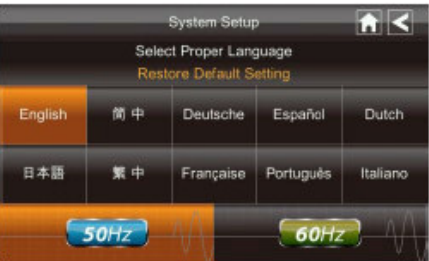 System Setup
Select Proper Language
Restore Default Setting
English 简 中 Deutsche Español Dutch
日本語 繁 中 Française Português Italiano
50Hz 60Hz